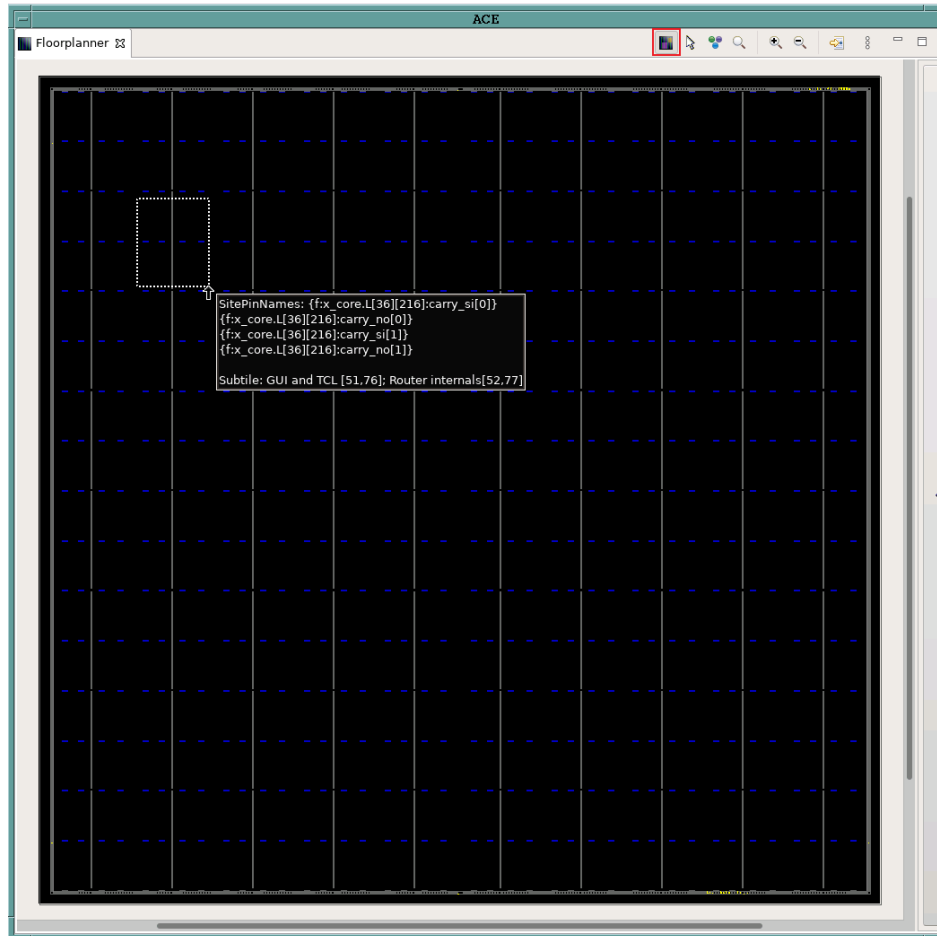 ACE
Floorplanner
SitePinNames: {f:x_core.L[36][216]:carry_si[0]}
{f:x_core.L[36][216]:carry_no[0]}
{f:x_core.L[36][216]:carry_si[1]}
{f:x_core.L[36][216]:carry_no[1]}
Subtile: GUI and TCL [51,76]; Router internals[52,77]